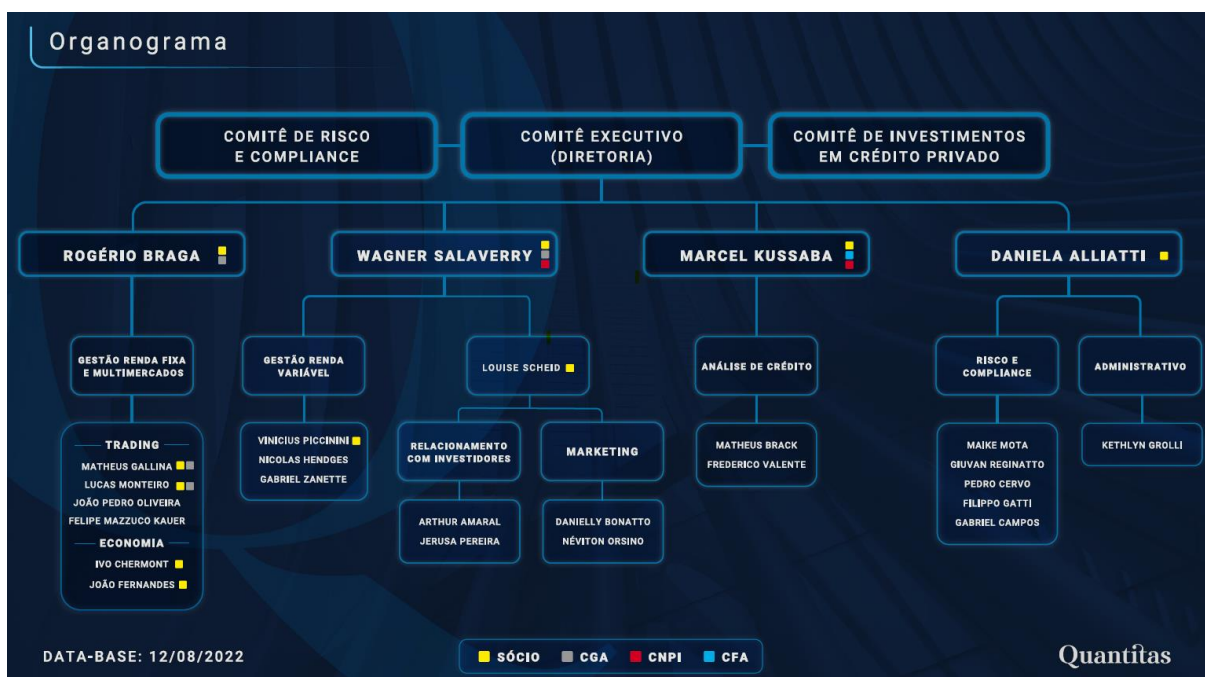 Organograma
COMITÊ DE RISCO
E COMPLIANCE
COMITÊ EXECUTIVO
(DIRETORIA)
COMITÊ DE INVESTIMENTOS
EM CRÉDITO PRIVADO
ROGÉRIO BRAGA
WAGNER SALAVERRY
MARCEL KUSSABA
DANIELA ALLIATTI
GESTÃO RENDA FIXA
E MULTIMERCADOS
GESTÃO RENDA
VARIÁVEL
LOUISE SCHEID
ANÁLISE DE CRÉDITO
RISCO E
COMPLIANCE
ADMINISTRATIVO
TRADING
MATHEUS GALLINA
LUCAS MONTEIRO
JOÃO PEDRO OLIVEIRA
FELIPE MAZZUCO KAUER
ECONOMIA
IVO CHERMONT
JOÃO FERNANDES
VINICIUS PICCININI
NICOLAS HENDGES
GABRIEL ZANETTE
RELACIONAMENTO
COM INVESTIDORES
MARKETING
ARTHUR AMARAL
JERUSA PEREIRA
DANIELLY BONATTO
NÉVITON ORSINO
MATHEUS BRACK
FREDERICO VALENTE
MAIKE MOTA
GIUVAN REGINATTO
PEDRO CERVO
FILIPPO GATTI
GABRIEL CAMPOS
KETHLYN GROLLI
DATA-BASE: 12/08/2022
SÓCIO CGA CNPI CFA
Quantitas